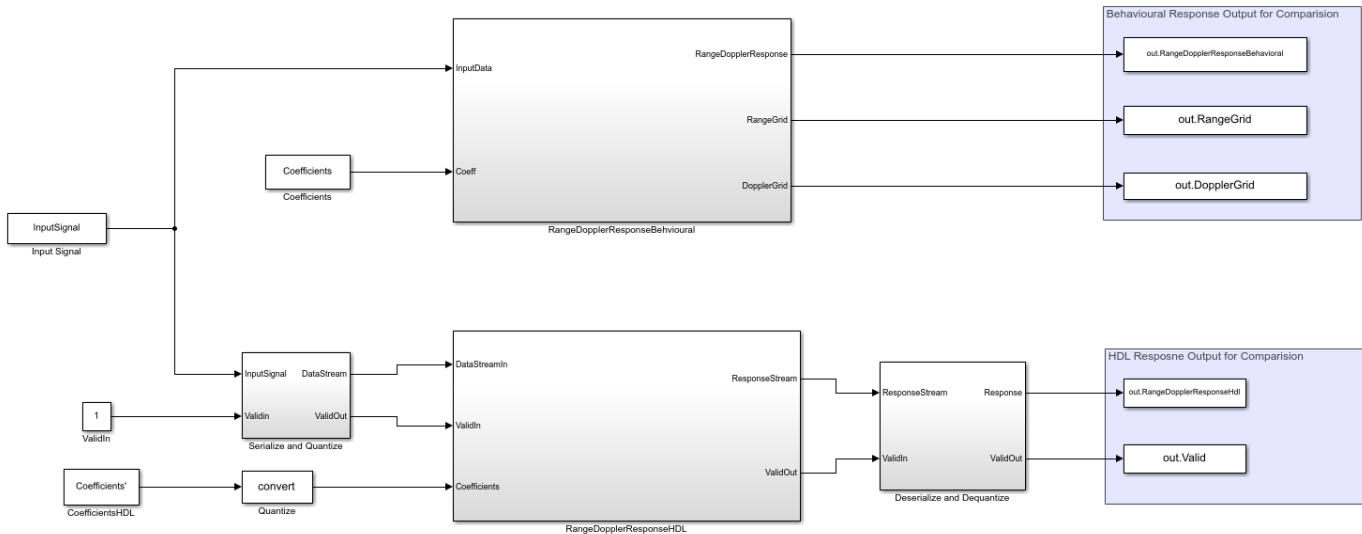 Behavioural Response Output for Comparision
RangeDopplerResponse
out.RangeDopplerResponseBehavioral
InputData
RangeGrid
out.RangeGrid
Coefficients
Coeff
DopplerGrid
out.DopplerGrid
Coefficients
InputSignal
RangeDopplerResponseBehvioural
Input Signal
HDL Resposne Output for Comparision
DataStreamIn
InputSignal
DataStream
ResponseStream
ResponseStream
Response
out.RangeDopplerResponseHdl
1
Validin
ValidOut
ValidIn
ValidIn
Serialize and Quantize
ValidIn
ValidOut
out.Valid
ValidOut
Coefficients'
convert
Coefficients
Deserialize and Dequantize
CoefficientsHDL
Quantize
RangeDopplerResponseHDL